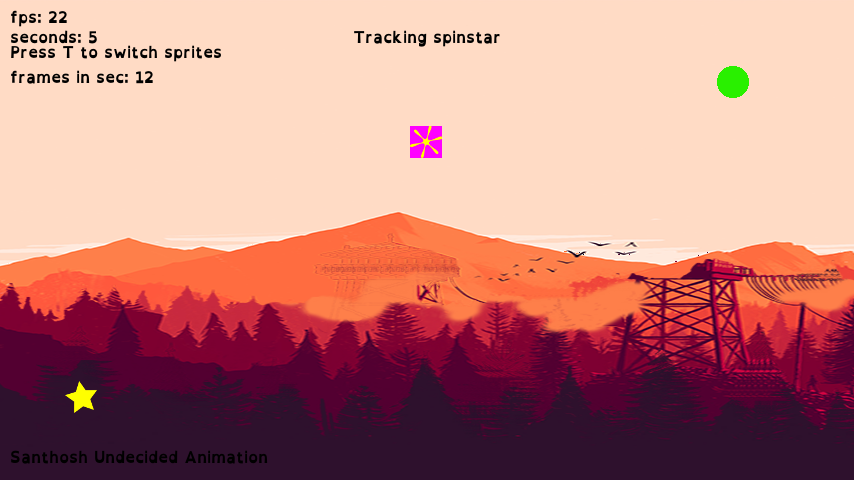 fps: 22
seconds: 5
Tracking spinstar
Press T to switch sprites
frames in sec: 12
Santhosh Undecided Animation